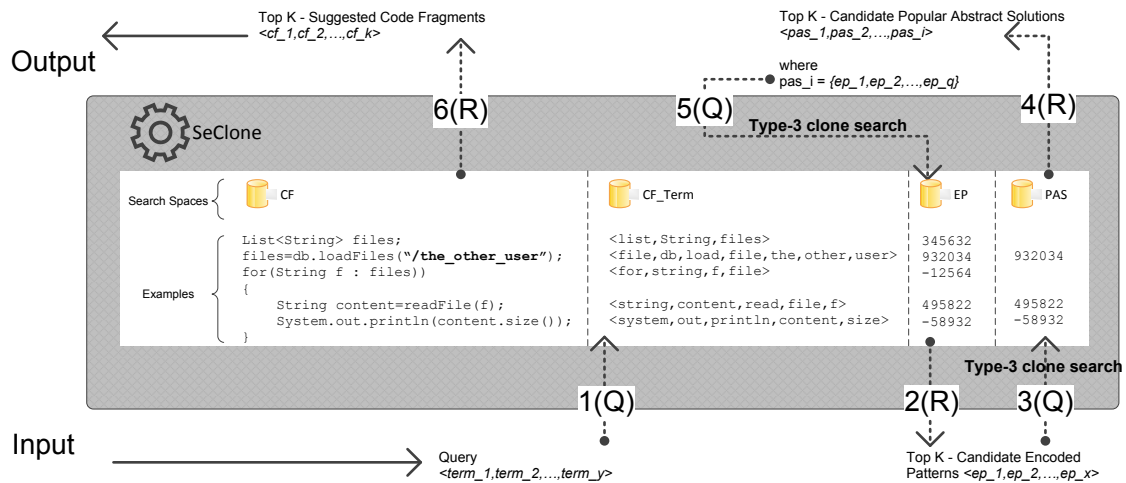 Top K - Suggested Code Fragments
<cf_1,cf_2,…,cf_k>
Top K - Candidate Popular Abstract Solutions
<pas_1,pas_2,…,pas_i>
Output
where
pas_i = {ep_1,ep_2,…,ep_q}
6(R)
5(Q)
4(R)
SeClone
Type-3 clone search
Search Spaces
CF
CF_Term
EP
PAS
Examples
List<String> files;
<list,String,files>
345632
files=db.loadFiles(“/the_other_user”);
<file,db,load,file,the,other,user>
932034
932034
for(String f : files))
<for,string,f,file>
-12564
{
String content=readFile(f);
<string,content,read,file,f>
495822
495822
System.out.println(content.size());
<system,out,println,content,size>
-58932
-58932
}
Type-3 clone search
1(Q)
2(R)
3(Q)
Input
Query
<term_1,term_2,…,term_y>
Top K - Candidate Encoded
Patterns <ep_1,ep_2,…,ep_x>